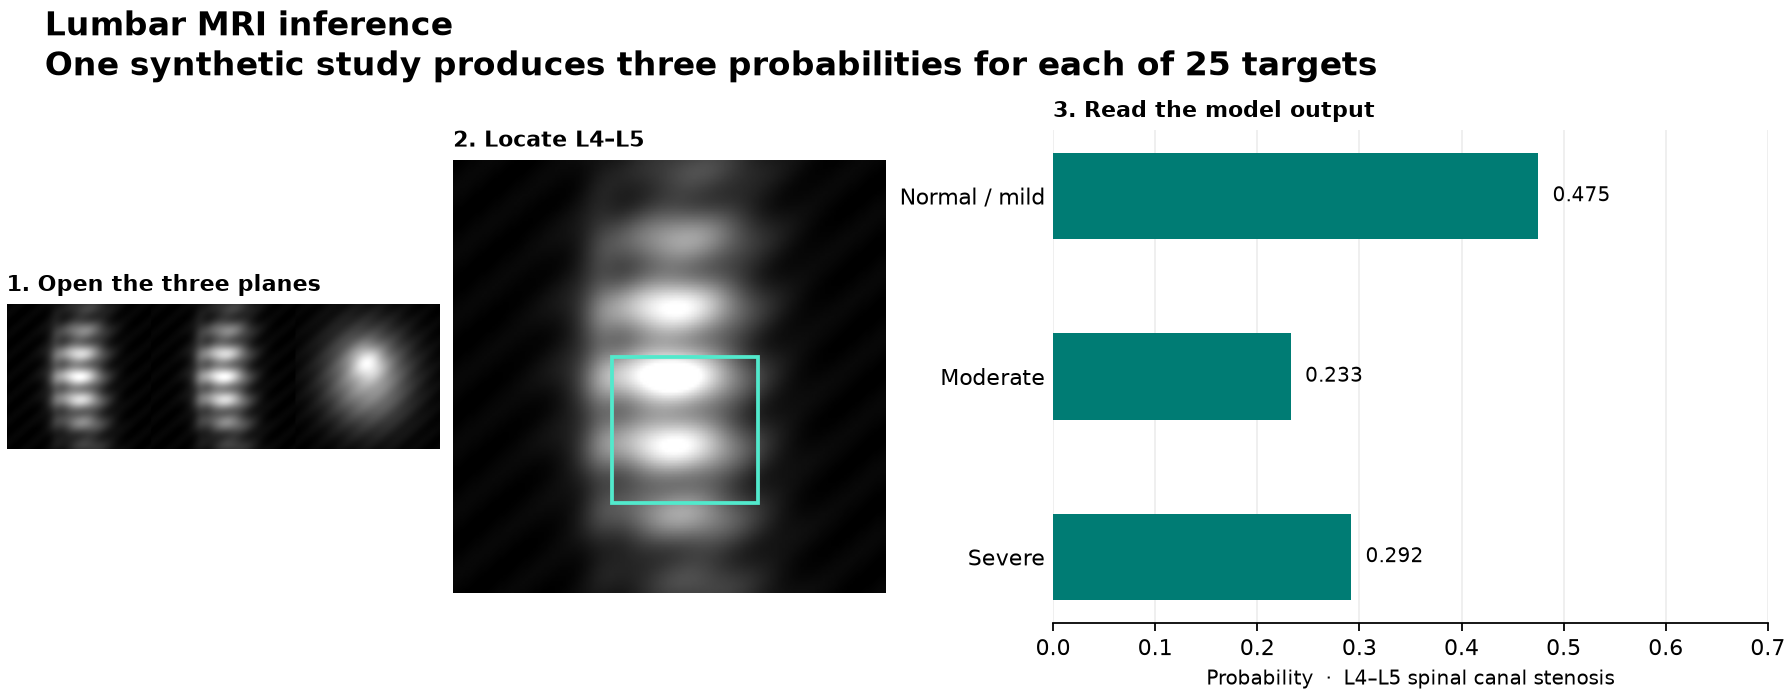 Lumbar MRI inference
One synthetic study produces three probabilities for each of 25 targets
1. Open the three planes
2. Locate L4–L5
3. Read the model output
Normal / mild
0.475
Moderate
0.233
Severe
0.292
0.0 0.1 0.2 0.3 0.4 0.5 0.6 0.7
Probability · L4–L5 spinal canal stenosis